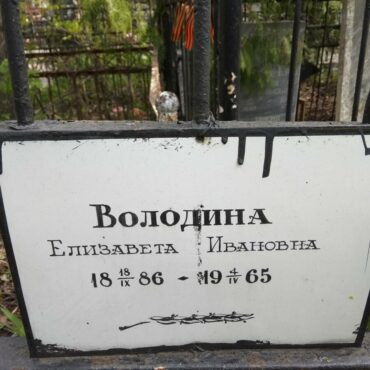 Володина
Елизавета Ивановна
18 18/IX 86 - 19 4/IV 65